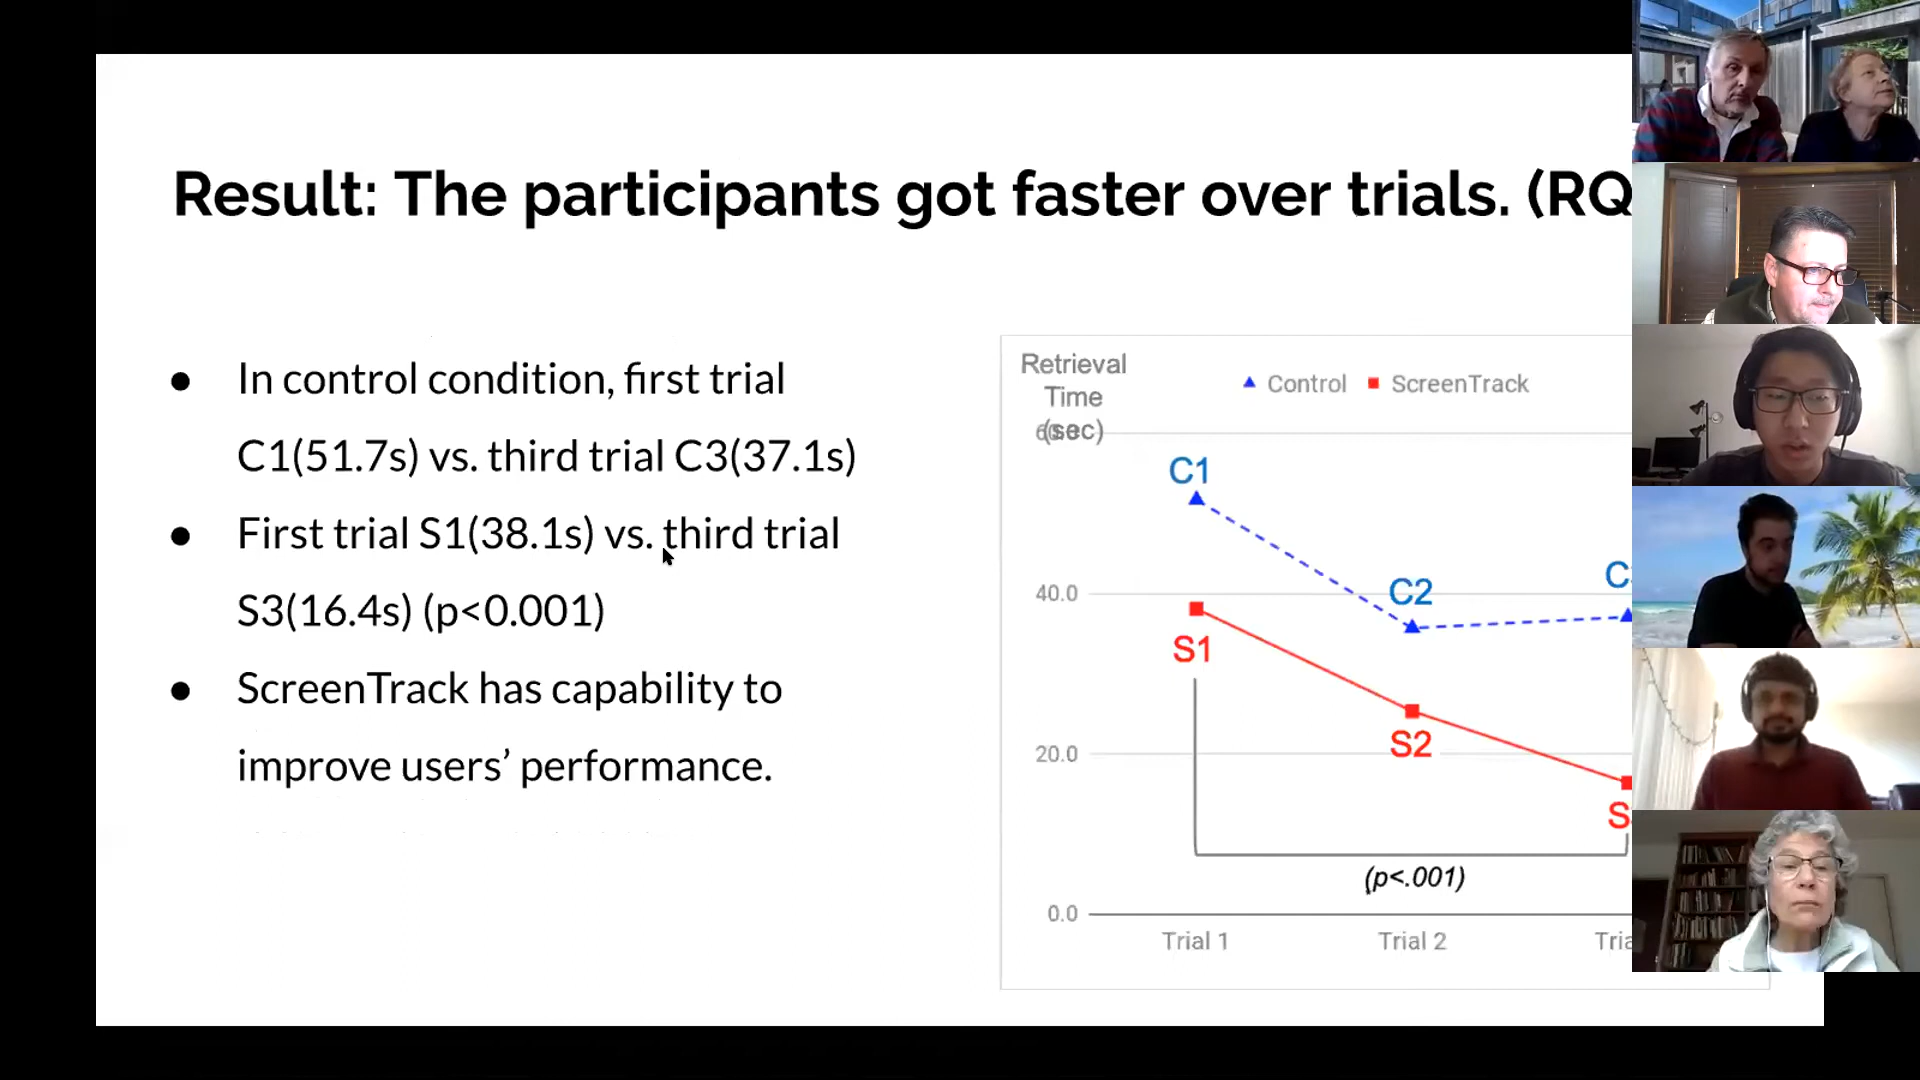 Result: The participants got faster over trials. (RQ
● In control condition, first trial
C1(51.7s) vs. third trial C3(37.1s)
● First trial S1(38.1s) vs. third trial
S3(16.4s) (p<0.001)
● ScreenTrack has capability to
improve users’ performance.
Retrieval
Time
(sec)
Control ScreenTrack
60.0
C1
40.0
C2
S1
20.0
S2
(p<.001)
0.0
Trial 1 Trial 2